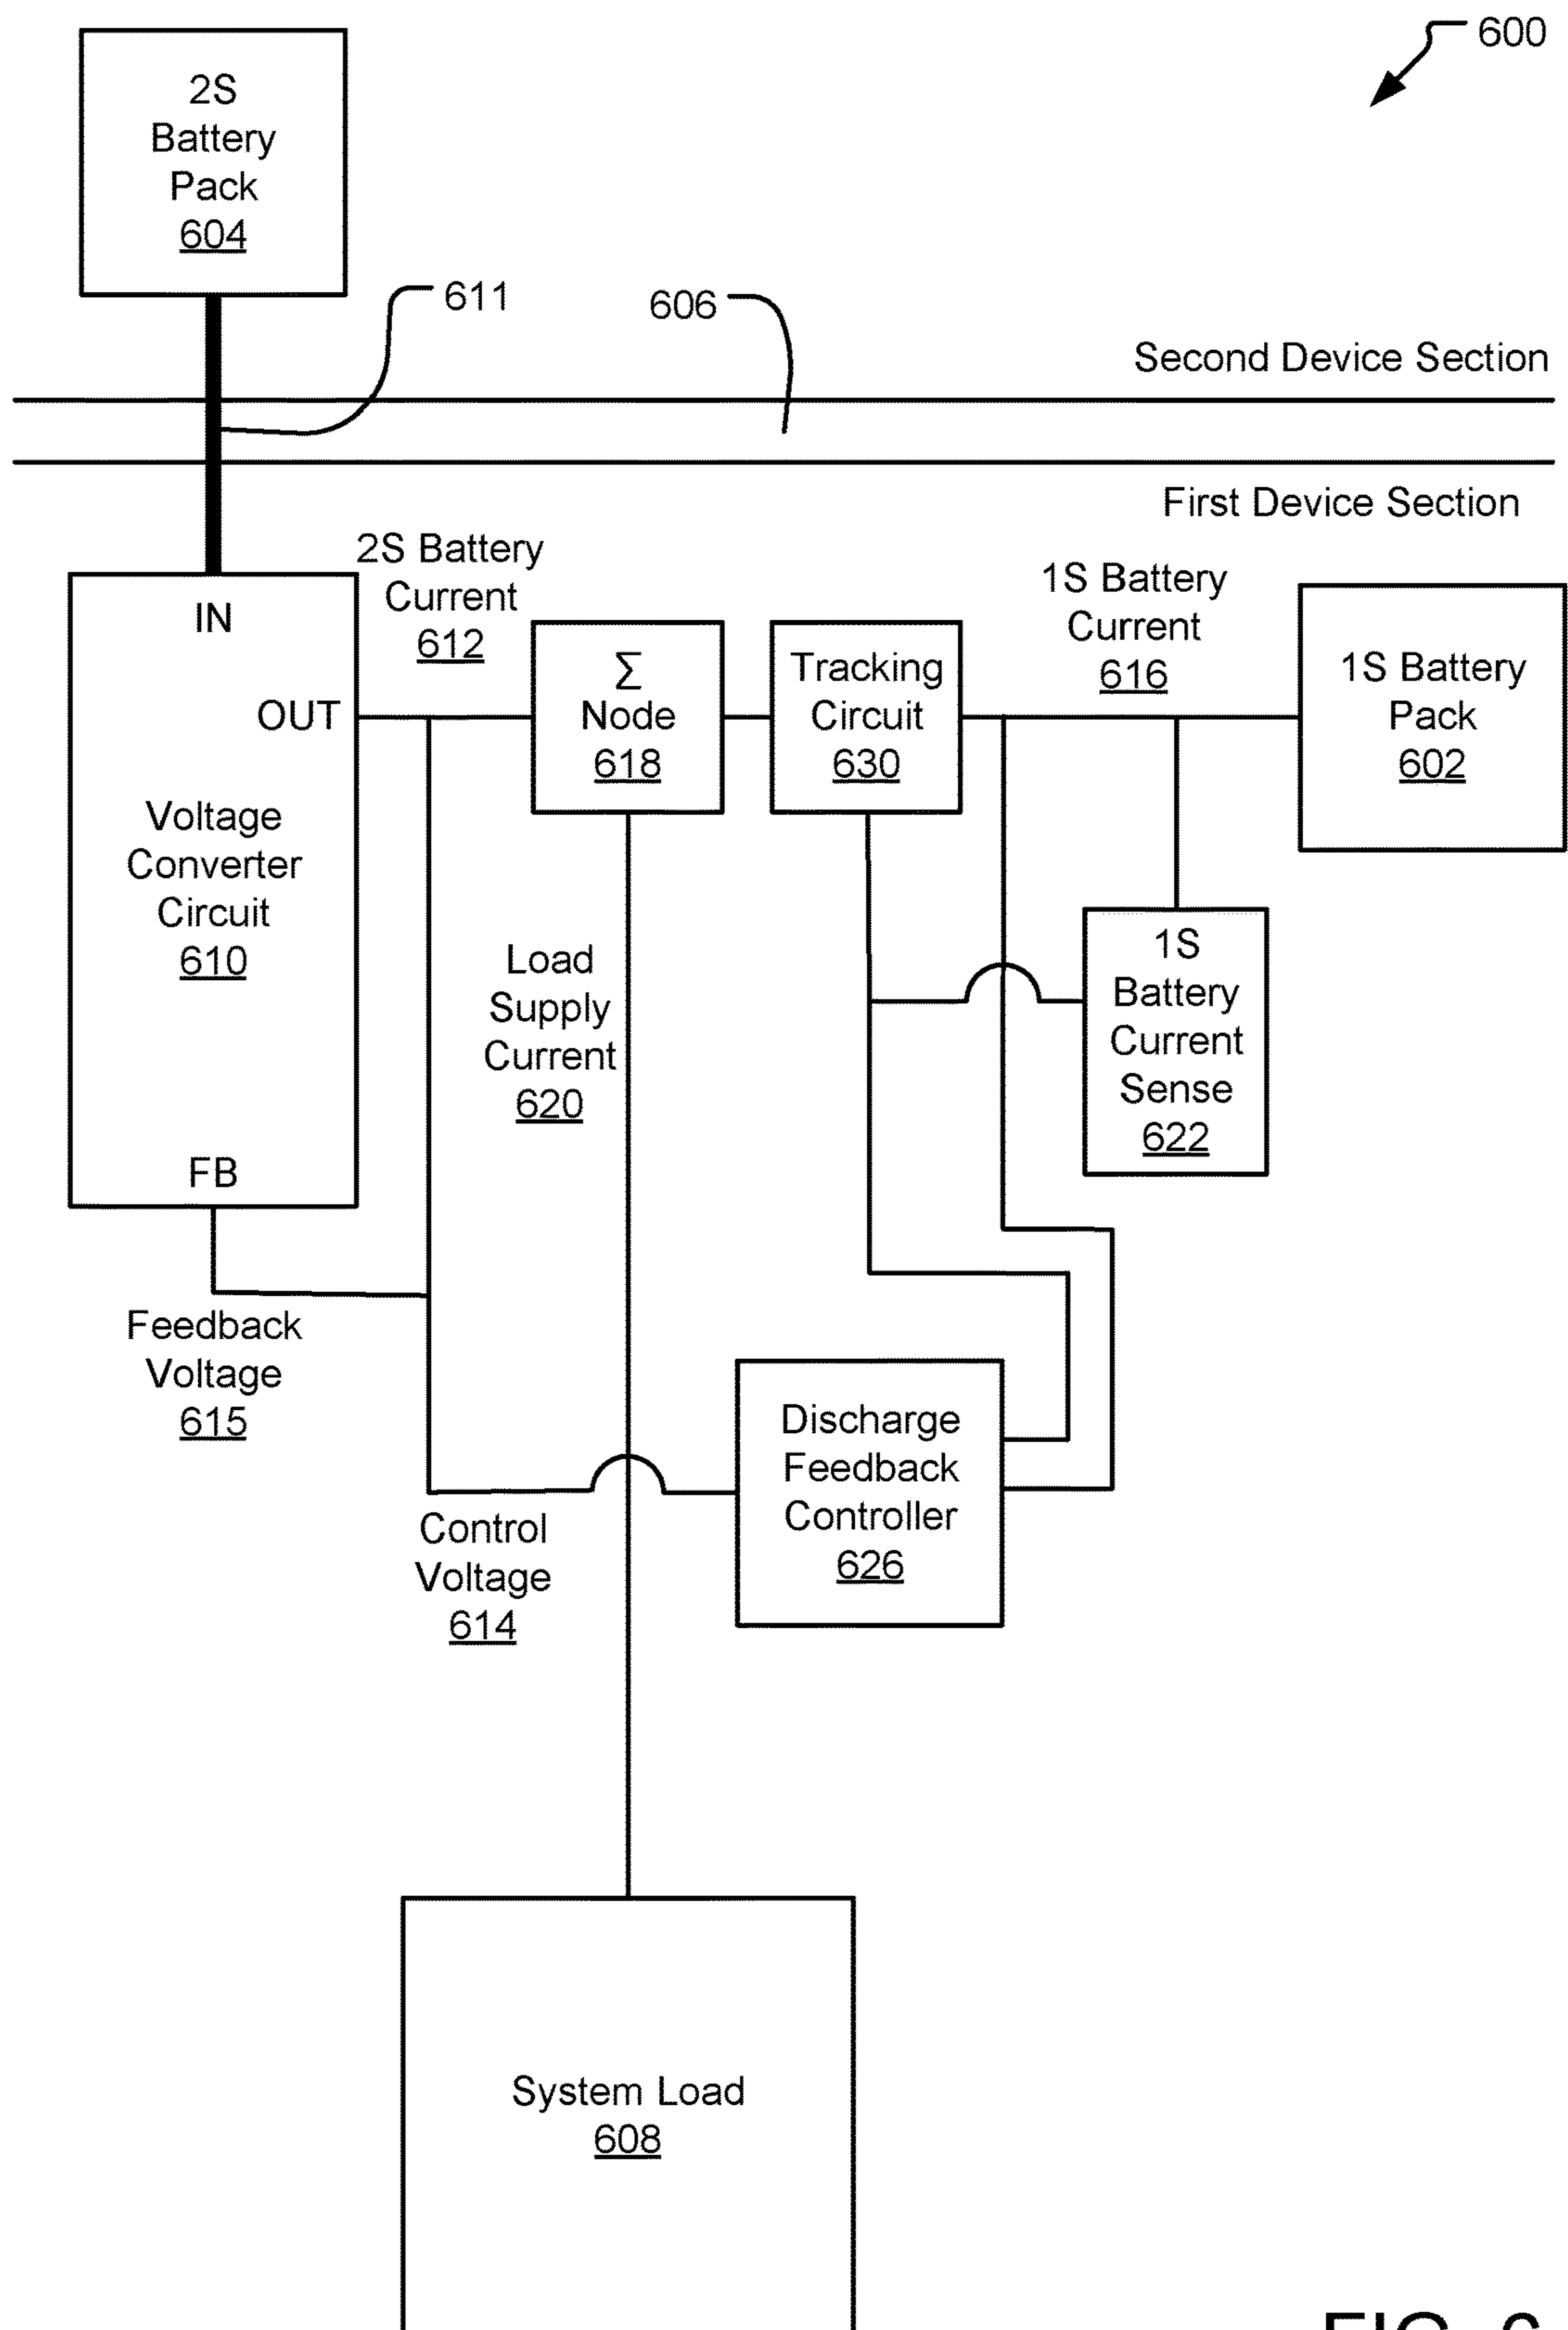 600
2S
Battery
Pack
604
611
606
Second Device Section
First Device Section
2S Battery
Current
612
1S Battery
Current
616
IN
OUT
Σ
Node
618
Tracking
Circuit
630
1S Battery
Pack
602
Voltage
Converter
Circuit
610
Load
Supply
Current
620
1S
Battery
Current
Sense
622
FB
Feedback
Voltage
615
Discharge
Feedback
Controller
626
Control
Voltage
614
System Load
608
FIG. 6